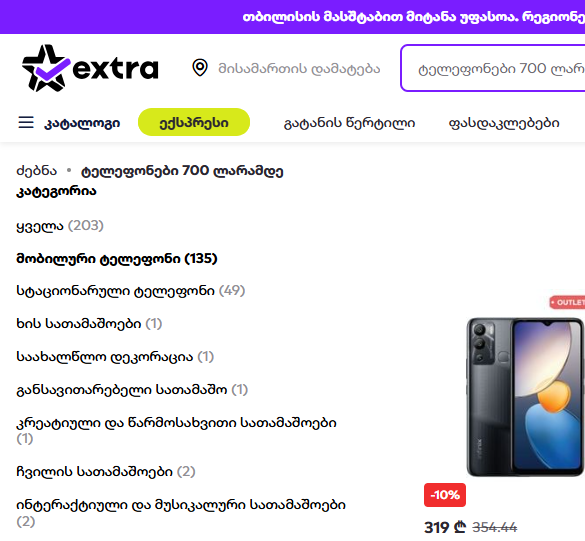 თბილისის მასშტაბით მიტანა უფასოა. რეგიონე
extra
მისამართის დამატება
ტელეფონები 700 ლარ
კატალოგი
ექსპრესი
გატანის წერტილი
ფასდაკლებები
ძებნა • ტელეფონები 700 ლარამდე
კატეგორია
ყველა (203)
მობილური ტელეფონი (135)
სტაციონარული ტელეფონი (49)
ხის სათამაშოები (1)
საახალწლო დეკორაცია (1)
განსავითარებელი სათამაშო (1)
კრეატიული და წარმოსახვითი სათამაშოები
(1)
ჩვილის სათამაშოები (2)
ინტერაქტიული და მუსიკალური სათამაშოები
(2)
OUTLET
Infinix
-10%
319 ₾ 354.44